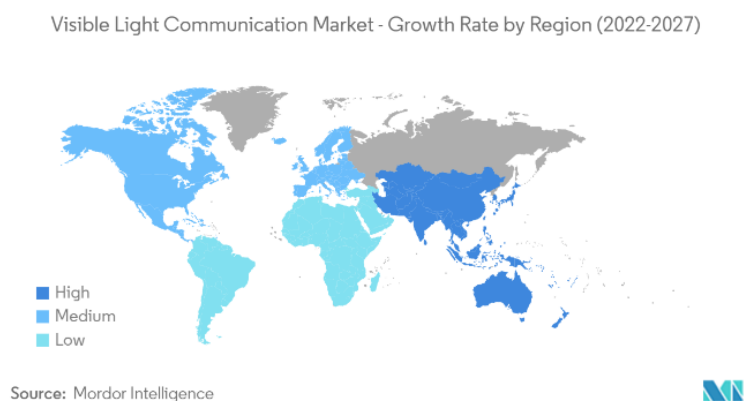 Visible Light Communication Market - Growth Rate by Region (2022-2027)
High
Medium
Low
Source: Mordor Intelligence